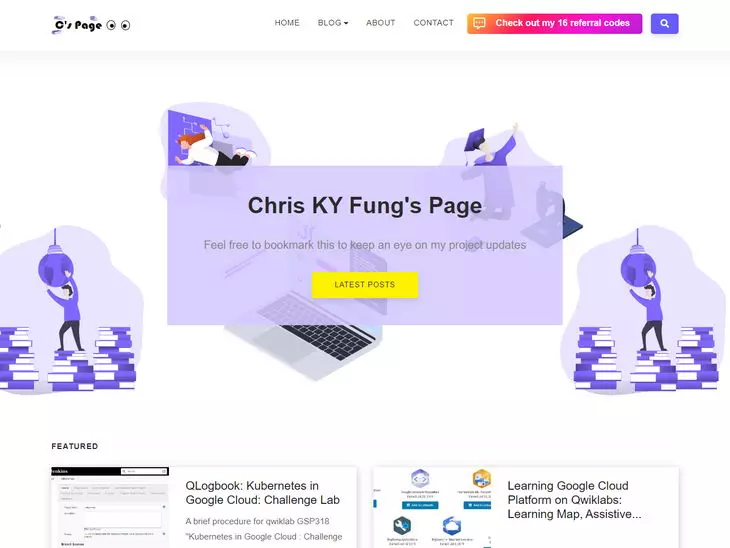 C's Page
HOME
BLOG
ABOUT
CONTACT
Check out my 16 referral codes
Chris KY Fung's Page
Feel free to bookmark this to keep an eye on my project updates
LATEST POSTS
FEATURED
QLogbook: Kubernetes in
Google Cloud: Challenge Lab
A brief procedure for qwiklab GSP318
"Kubernetes in Google Cloud : Challenge
Learning Google Cloud
Platform on Qwiklabs:
Learning Map, Assistive...